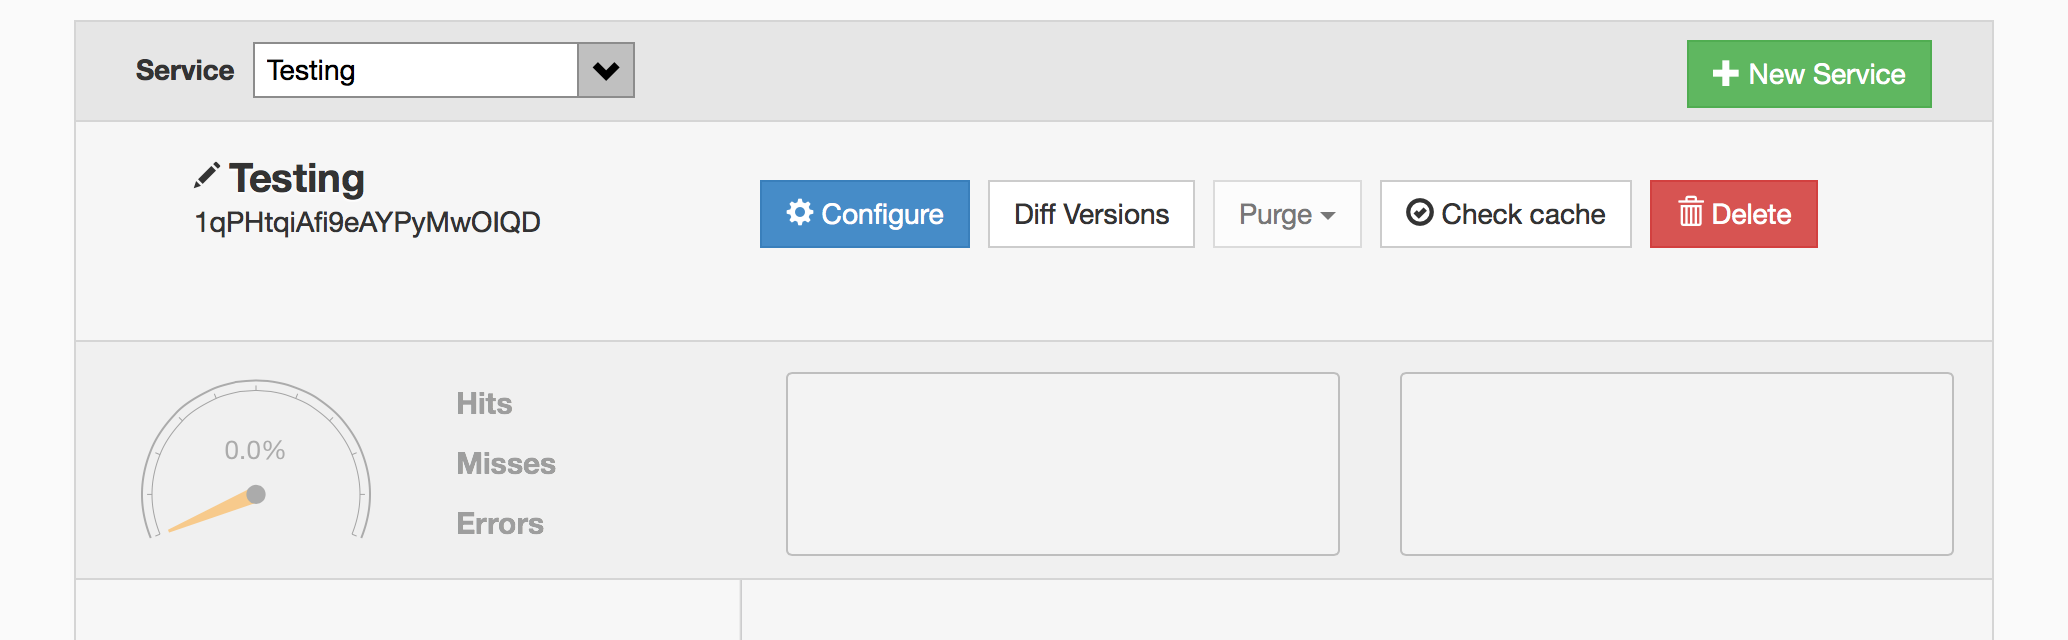 Service Testing New Service
Testing
1qPHtqiAfi9eAYPyMwOIQD
Configure Diff Versions Purge Check cache Delete
0.0%
Hits
Misses
Errors